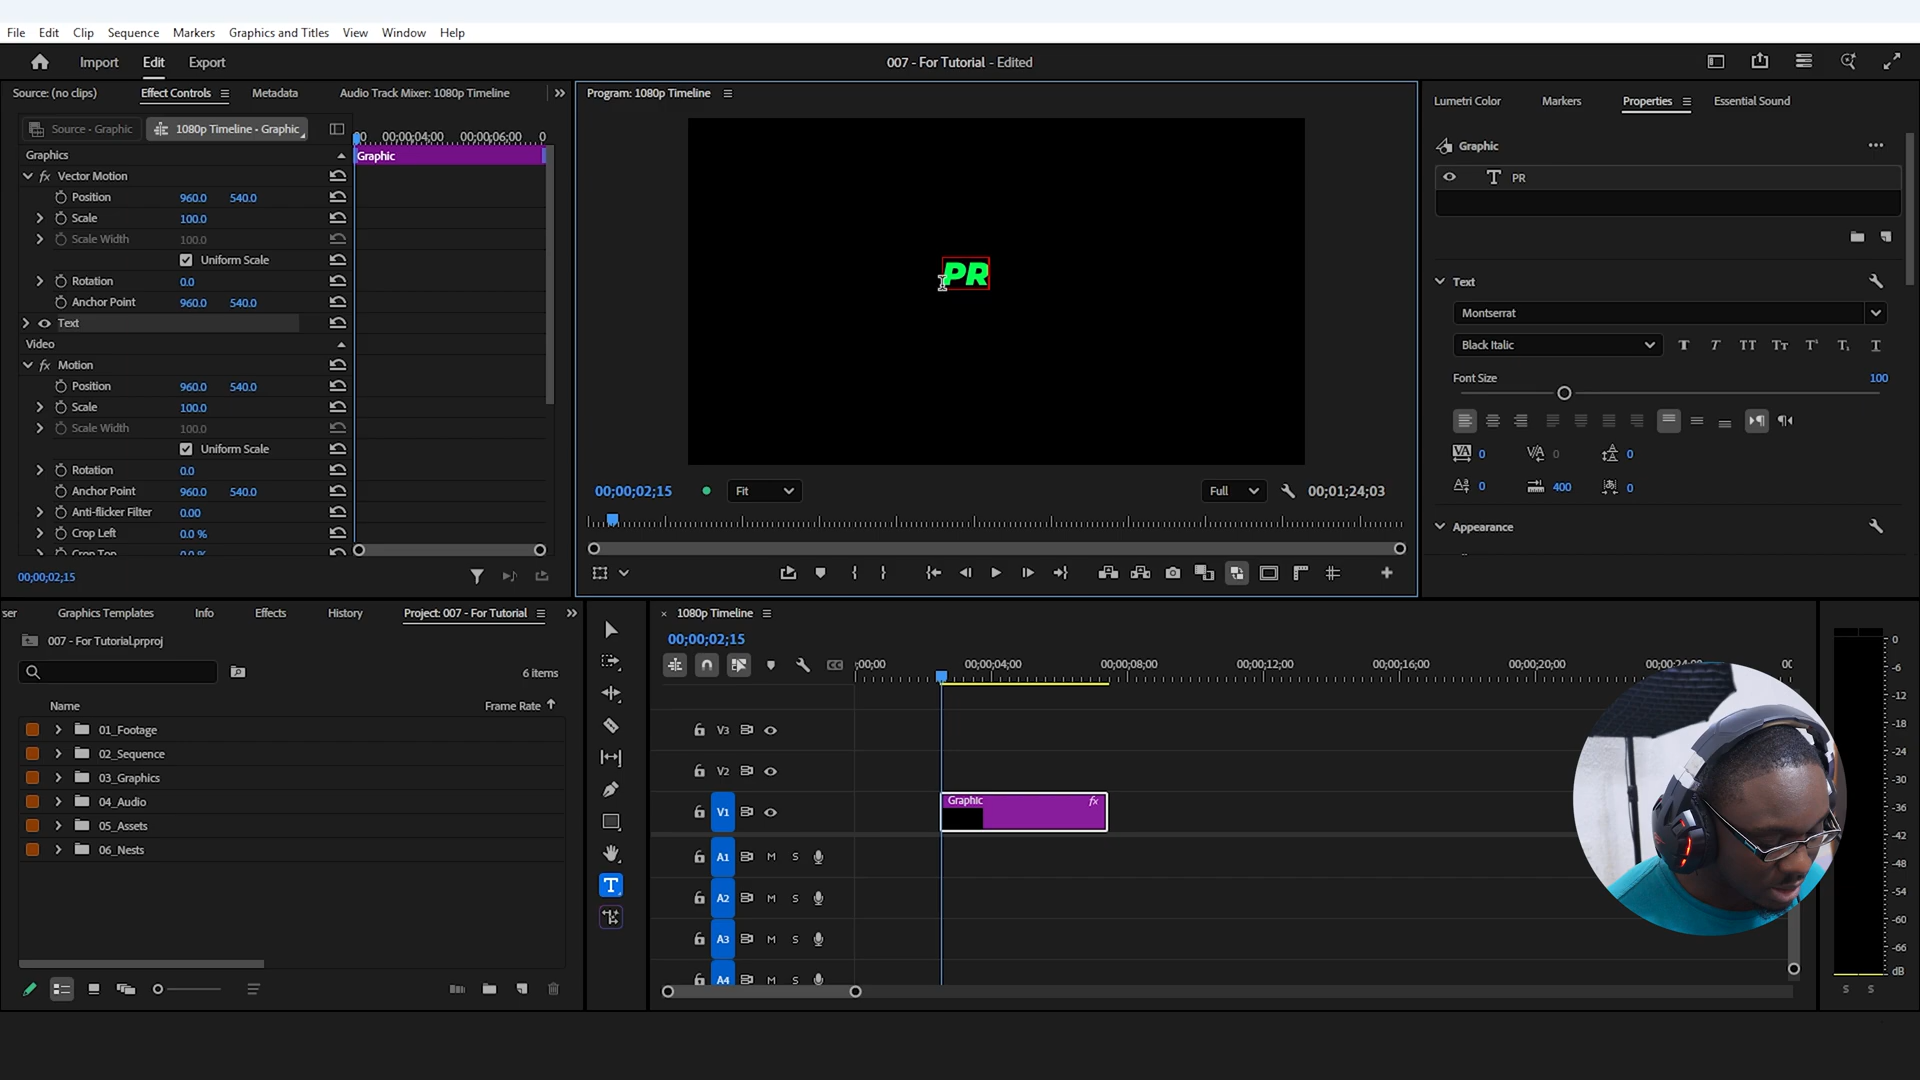 File Edit Clip Sequence Markers Graphics and Titles View Window Help
Import Edit Export
007 - For Tutorial - Edited
Source: (no clips) Effect Controls Metadata Audio Track Mixer: 1080p Timeline
Source - Graphic 1080p Timeline - Graphic
00;00;04;00 00;00;06;00 0
Graphics Graphic
fx Vector Motion
Position 960.0 540.0
Scale 100.0
Scale Width 100.0
Uniform Scale
Rotation 0.0
Anchor Point 960.0 540.0
Text
Video
fx Motion
Position 960.0 540.0
Scale 100.0
Scale Width 100.0
Uniform Scale
Rotation 0.0
Anchor Point 960.0 540.0
Anti-flicker Filter 0.00
Crop Left 0.0 %
Crop Top 0.0 %
00;00;02;15
Program: 1080p Timeline
PR
00;00;02;15 Fit Full 00;01;24;03
Lumetri Color Markers Properties Essential Sound
Graphic
T PR
Text
Montserrat
Black Italic
Font Size 100
0 0 0
0 400 0
Appearance
ser Graphics Templates Info Effects History Project: 007 - For Tutorial
007 - For Tutorial.prproj
6 items
Name Frame Rate
01_Footage
02_Sequence
03_Graphics
04_Audio
05_Assets
06_Nests
1080p Timeline
00;00;02;15
;00;00 00;00;04;00 00;00;08;00 00;00;12;00 00;00;16;00 00;00;20;00 00;00;24;00 00
V3
V2
V1 Graphic fx
A1 M S
A2 M S
A3 M S
A4 M S
0
-6
-12
-18
-24
-30
-36
-42
-48
-54
-60
-66
dB
S S